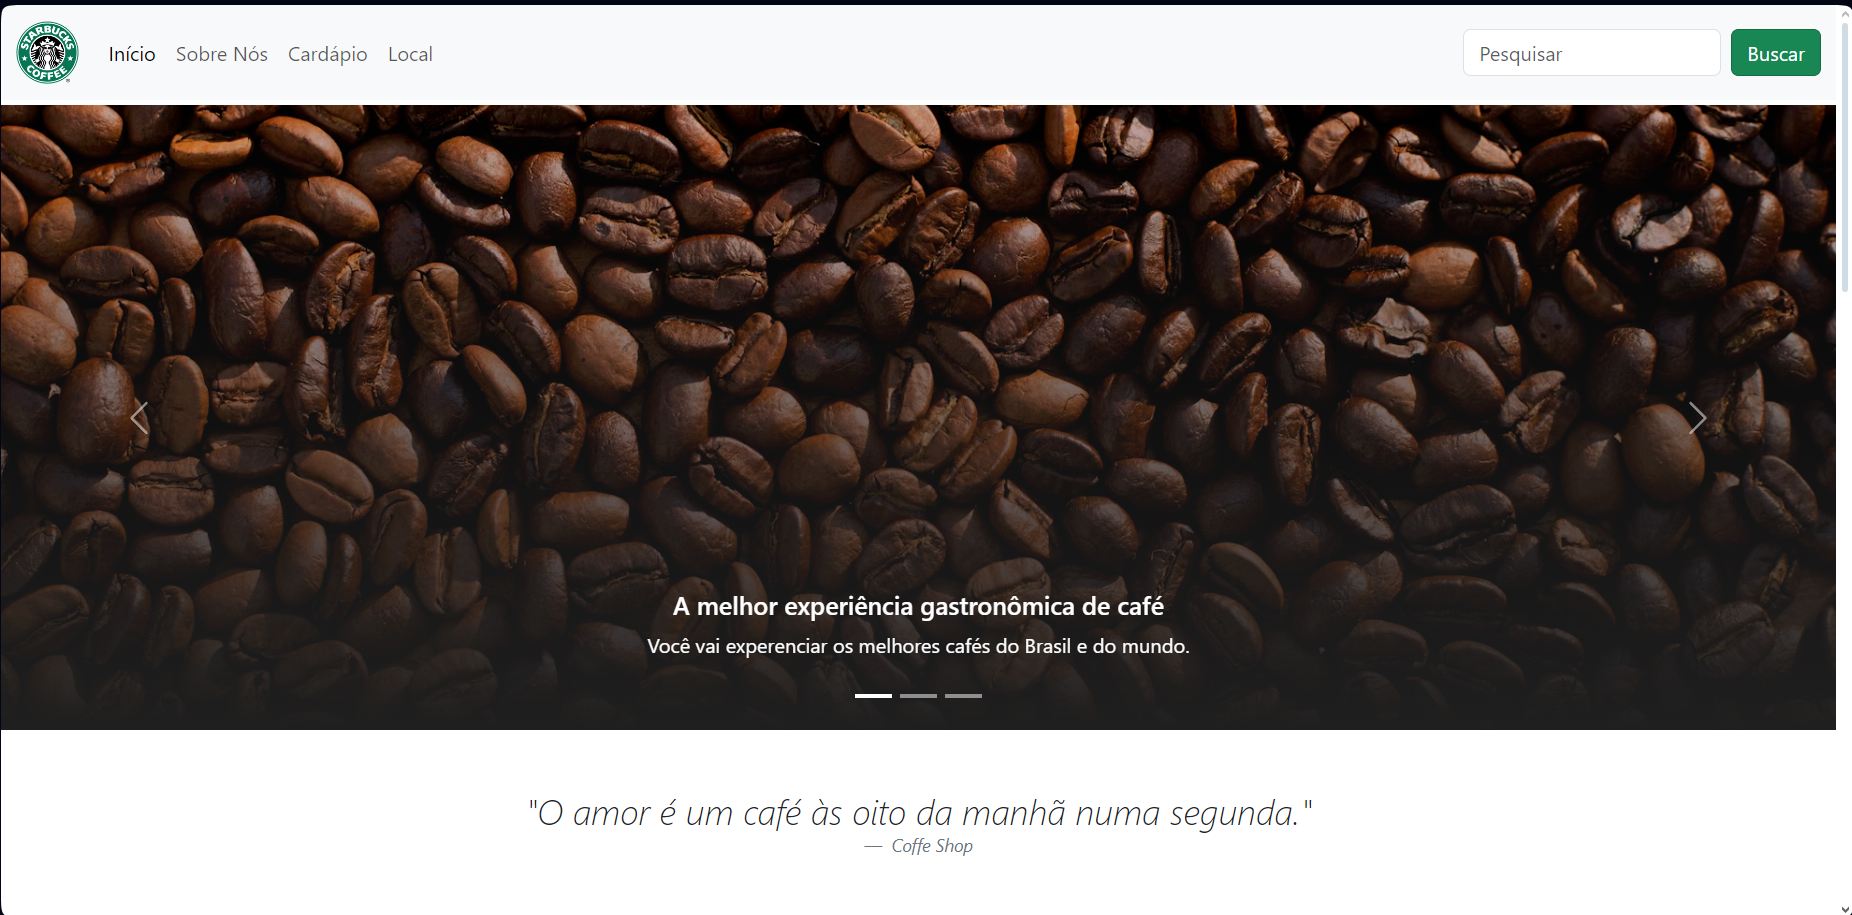 STARBUCKS
COFFEE
Início Sobre Nós Cardápio Local
Pesquisar
Buscar
A melhor experiência gastronômica de café
Você vai experenciar os melhores cafés do Brasil e do mundo.
"O amor é um café às oito da manhã numa segunda."
— Coffe Shop